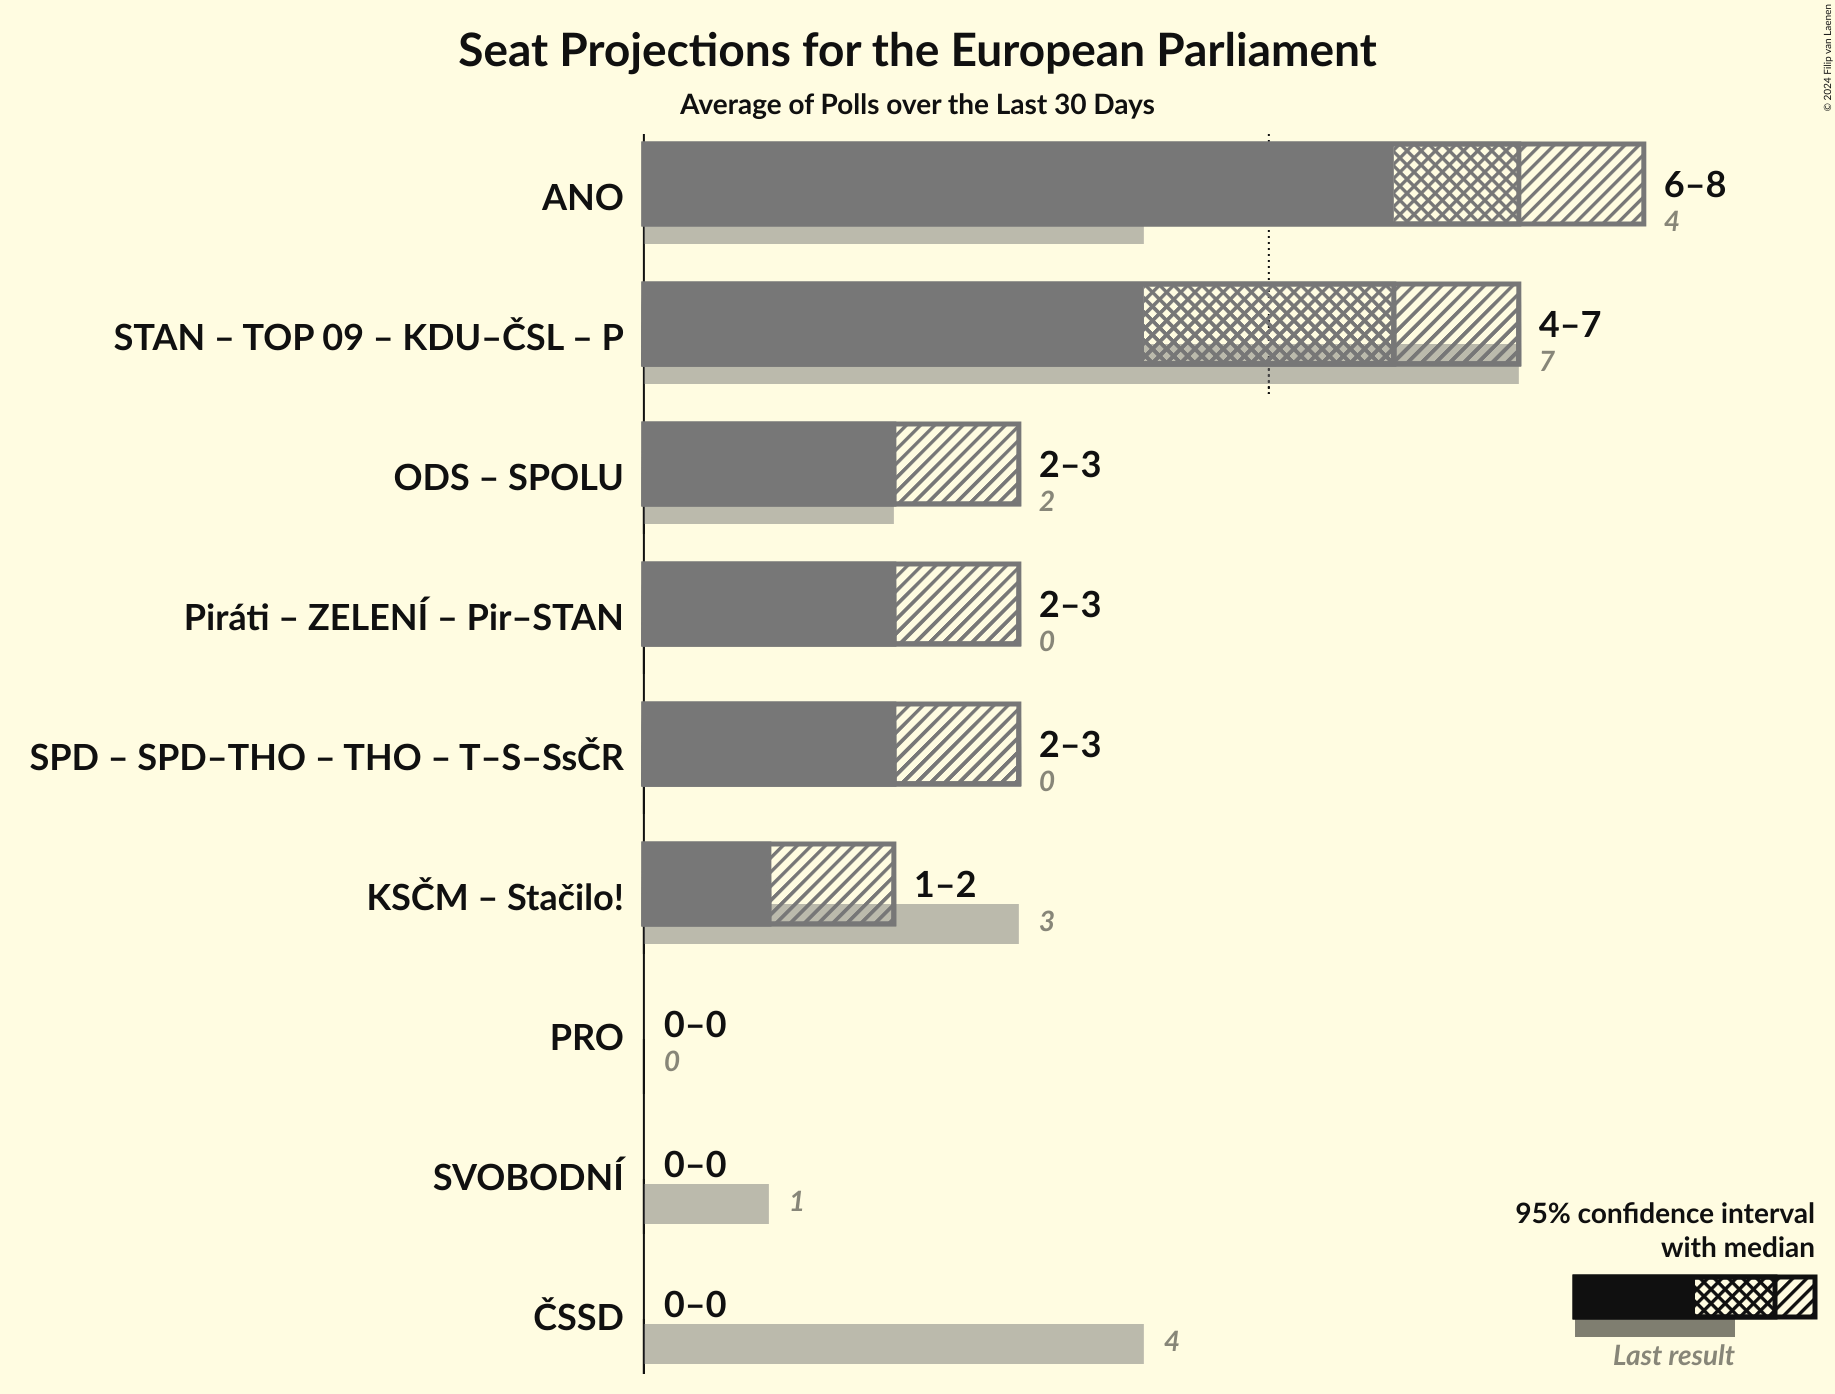 Seat Projections for the European Parliament
Average of Polls over the Last 30 Days
© 2024 Filip van Laenen
ANO
6–8
4
STAN – TOP 09 – KDU–ČSL – P
4–7
7
ODS – SPOLU
2–3
2
Piráti – ZELENÍ – Pir–STAN
2–3
0
SPD – SPD–THO – THO – T–S–SsČR
2–3
0
KSČM – Stačilo!
1–2
3
PRO
0–0
0
SVOBODNÍ
0–0
1
ČSSD
0–0
4
95% confidence interval
with median
Last result